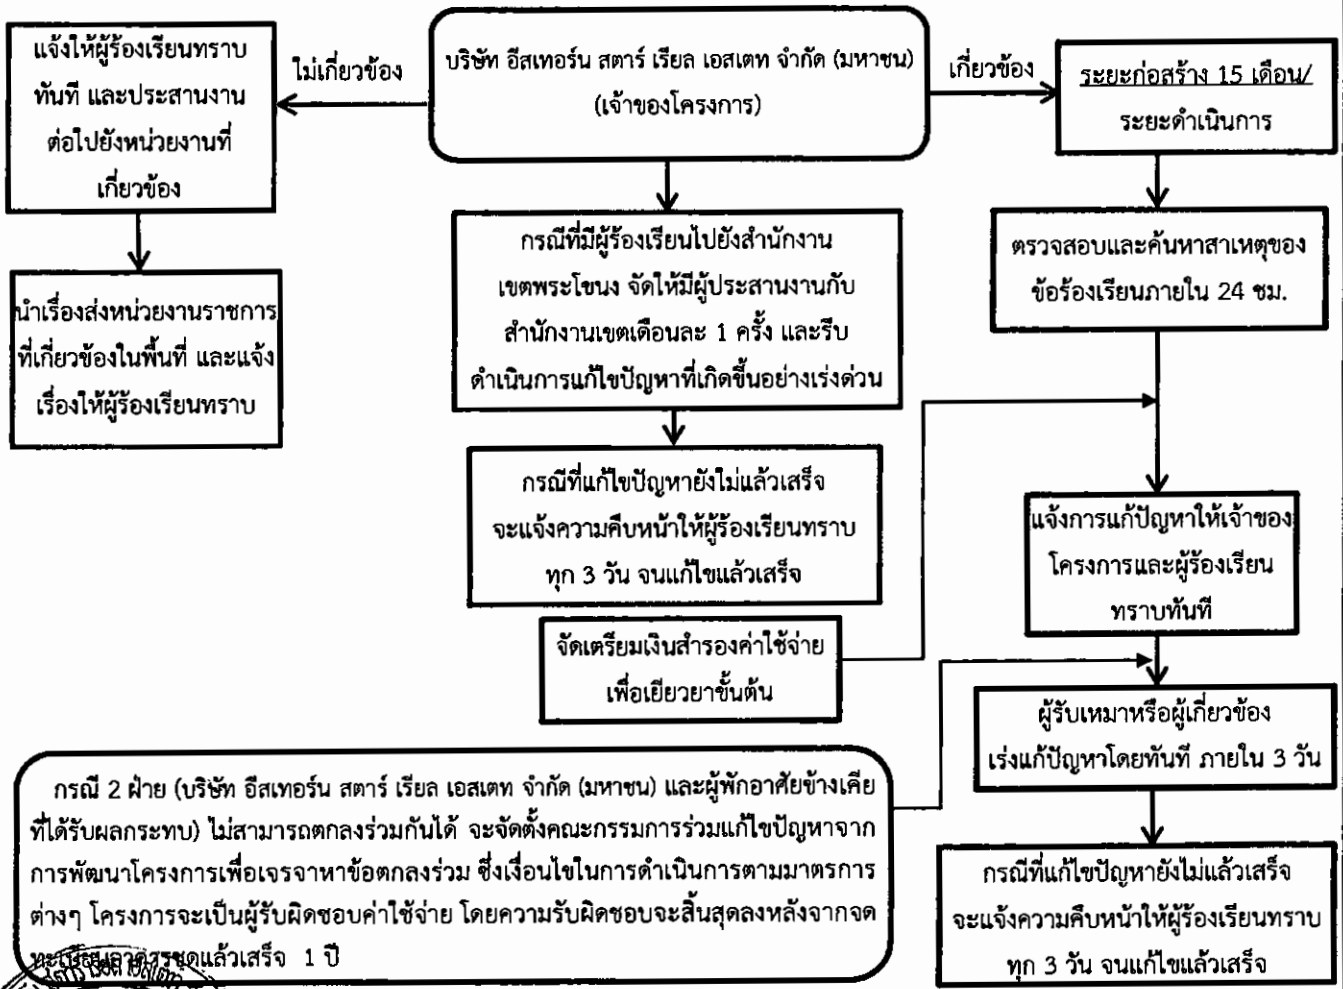 แจ้งให้ผู้ร้องเรียนทราบ
ทันที และประสานงาน
ต่อไปยังหน่วยงานที่
เกี่ยวข้อง
ไม่เกี่ยวข้อง
บริษัท อีสเทอร์น สตาร์ เรียล เอสเตท จำกัด (มหาชน)
(เจ้าของโครงการ)
เกี่ยวข้อง
ระยะก่อสร้าง 15 เดือน/
ระยะดำเนินการ
นำเรื่องส่งหน่วยงานราชการ
ที่เกี่ยวข้องในพื้นที่ และแจ้ง
เรื่องให้ผู้ร้องเรียนทราบ
กรณีที่มีผู้ร้องเรียนไปยังสำนักงาน
เขตพระโขนง จัดให้มีผู้ประสานงานกับ
สำนักงานเขตเดือนละ 1 ครั้ง และรีบ
ดำเนินการแก้ไขปัญหาที่เกิดขึ้นอย่างเร่งด่วน
ตรวจสอบและค้นหาสาเหตุของ
ข้อร้องเรียนภายใน 24 ชม.
กรณีที่แก้ไขปัญหายังไม่แล้วเสร็จ
จะแจ้งความคืบหน้าให้ผู้ร้องเรียนทราบ
ทุก 3 วัน จนแก้ไขแล้วเสร็จ
แจ้งการแก้ปัญหาให้เจ้าของ
โครงการและผู้ร้องเรียน
ทราบทันที
จัดเตรียมเงินสำรองค่าใช้จ่าย
เพื่อเยียวยาขั้นต้น
ผู้รับเหมาหรือผู้เกี่ยวข้อง
เร่งแก้ปัญหาโดยทันที ภายใน 3 วัน
กรณี 2 ฝ่าย (บริษัท อีสเทอร์น สตาร์ เรียล เอสเตท จำกัด (มหาชน) และผู้พักอาศัยข้างเคีย
ที่ได้รับผลกระทบ) ไม่สามารถตกลงร่วมกันได้ จะจัดตั้งคณะกรรมการร่วมแก้ไขปัญหาจาก
การพัฒนาโครงการเพื่อเจรจาหาข้อตกลงร่วม ซึ่งเงื่อนไขในการดำเนินการตามมาตรการ
ต่างๆ โครงการจะเป็นผู้รับผิดชอบค่าใช้จ่าย โดยความรับผิดชอบจะสิ้นสุดลงหลังจากจด
ทะเบียนอาคารชุดแล้วเสร็จ 1 ปี
กรณีที่แก้ไขปัญหายังไม่แล้วเสร็จ
จะแจ้งความคืบหน้าให้ผู้ร้องเรียนทราบ
ทุก 3 วัน จนแก้ไขแล้วเสร็จ